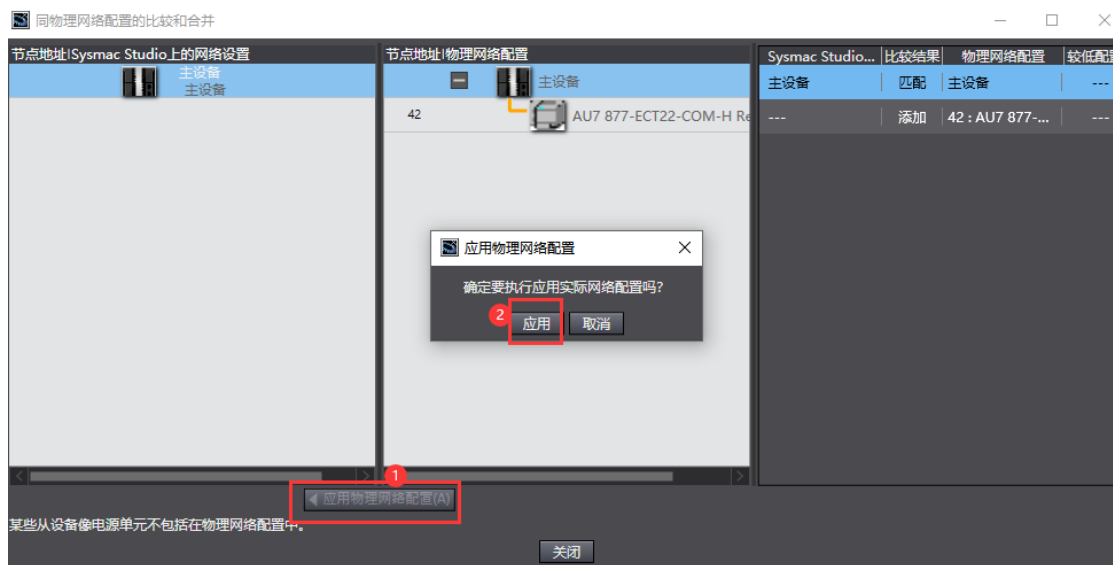 同物理网络配置的比较和合并
节点地址|Sysmac Studio上的网络设置
主设备
主设备
节点地址|物理网络配置
主设备
42 AU7 877-ECT22-COM-H Re
Sysmac Studio... 比较结果 物理网络配置 较低配置
主设备 匹配 主设备 ---
--- 添加 42 : AU7 877-... ---
应用物理网络配置
确定要执行应用实际网络配置吗?
2 应用 取消
1
应用物理网络配置(A)
某些从设备像电源单元不包括在物理网络配置中。
关闭